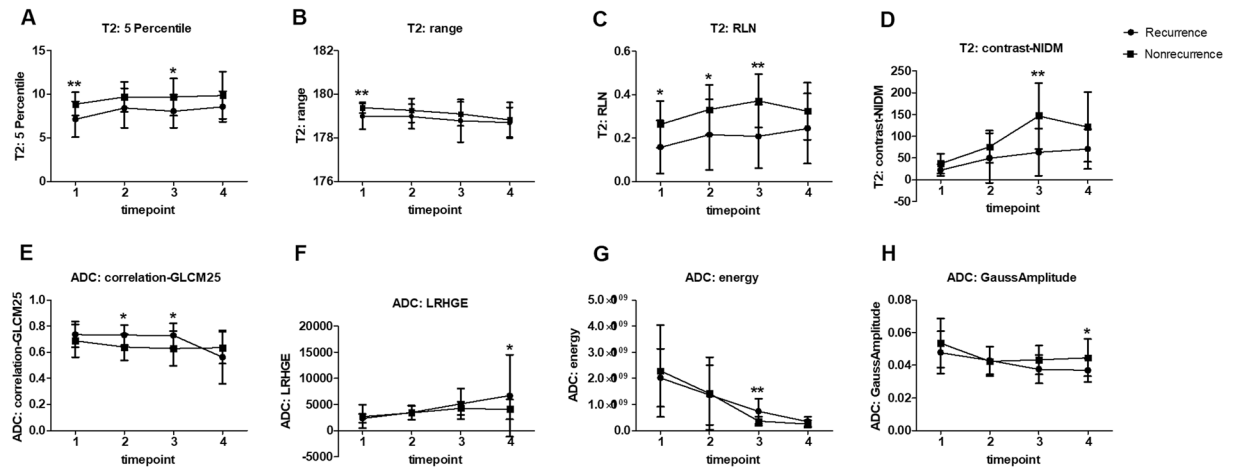 A
T2: 5 Percentile
**
*
15
10
5
0
T2: 5 Percentile
1 2 3 4
timepoint
B
T2: range
**
182
180
178
176
T2: range
1 2 3 4
timepoint
C
T2: RLN
*
*
**
0.6
0.4
0.2
0.0
T2: RLN
1 2 3 4
timepoint
D
T2: contrast-NIDM
**
250
200
150
100
50
0
-50
T2: contrast-NIDM
1 2 3 4
timepoint
Recurrence
Nonrecurrence
E
ADC: correlation-GLCM25
*
*
1.0
0.8
0.6
0.4
0.2
0.0
ADC: correlation-GLCM25
1 2 3 4
timepoint
F
ADC: LRHGE
*
20000
15000
10000
5000
0
-5000
ADC: LRHGE
1 2 3 4
timepoint
G
ADC: energy
**
0.0
ADC: energy
1 2 3 4
timepoint
H
ADC: GaussAmplitude
*
0.08
0.06
0.04
0.02
0.00
ADC: GaussAmplitude
1 2 3 4
timepoint